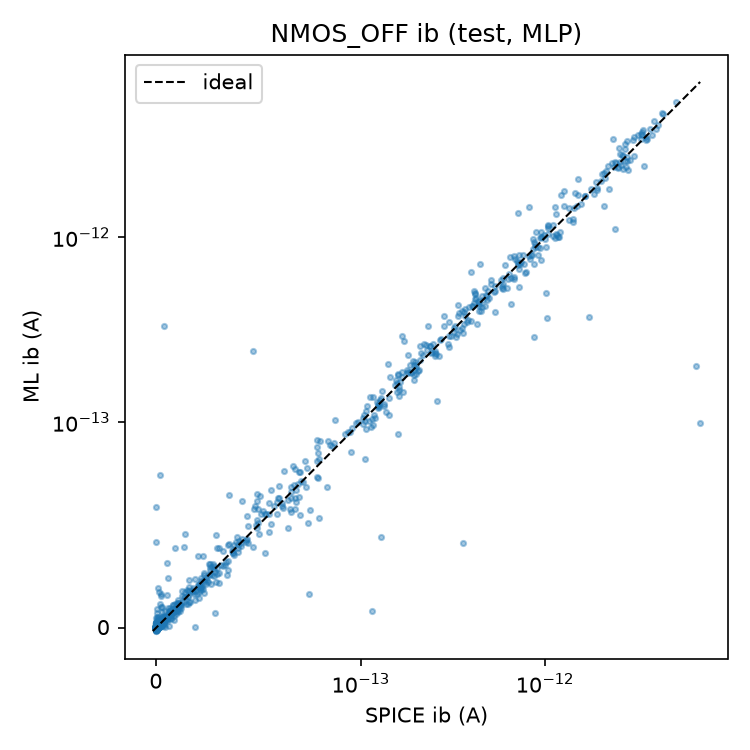 NMOS_OFF ib (test, MLP)
ideal
ML ib (A)
10⁻¹²
10⁻¹³
0
0
10⁻¹³
10⁻¹²
SPICE ib (A)